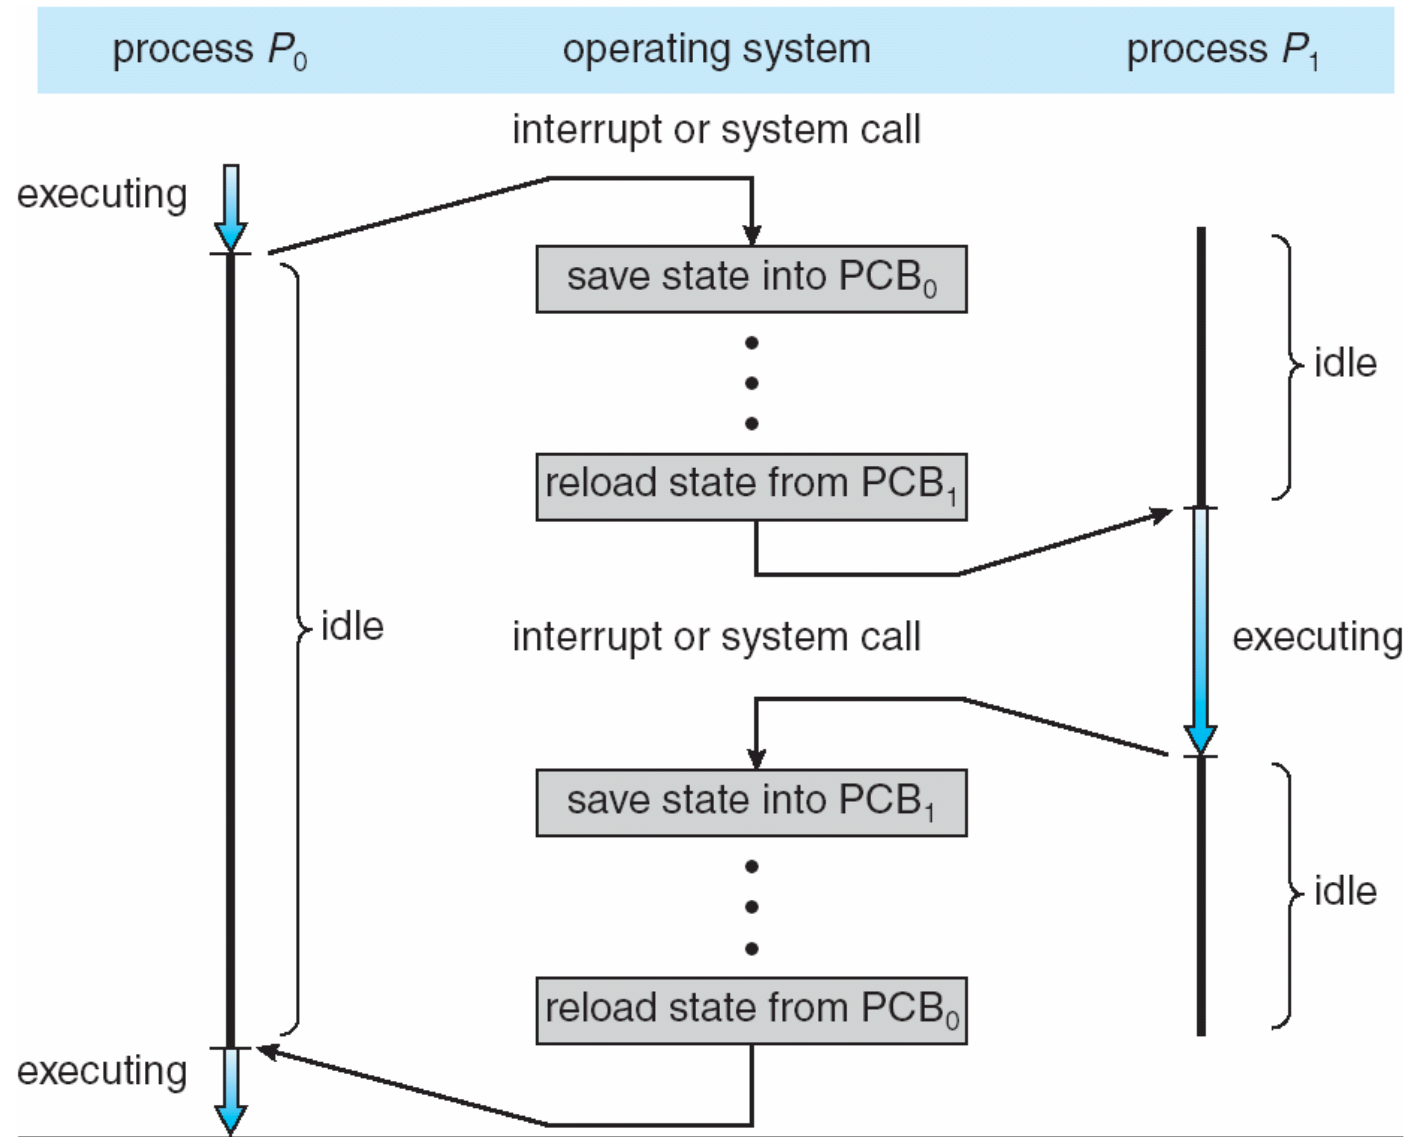 process P₀ operating system process P₁
interrupt or system call
executing
save state into PCB₀
idle
reload state from PCB₁
idle
interrupt or system call
executing
save state into PCB₁
idle
reload state from PCB₀
executing